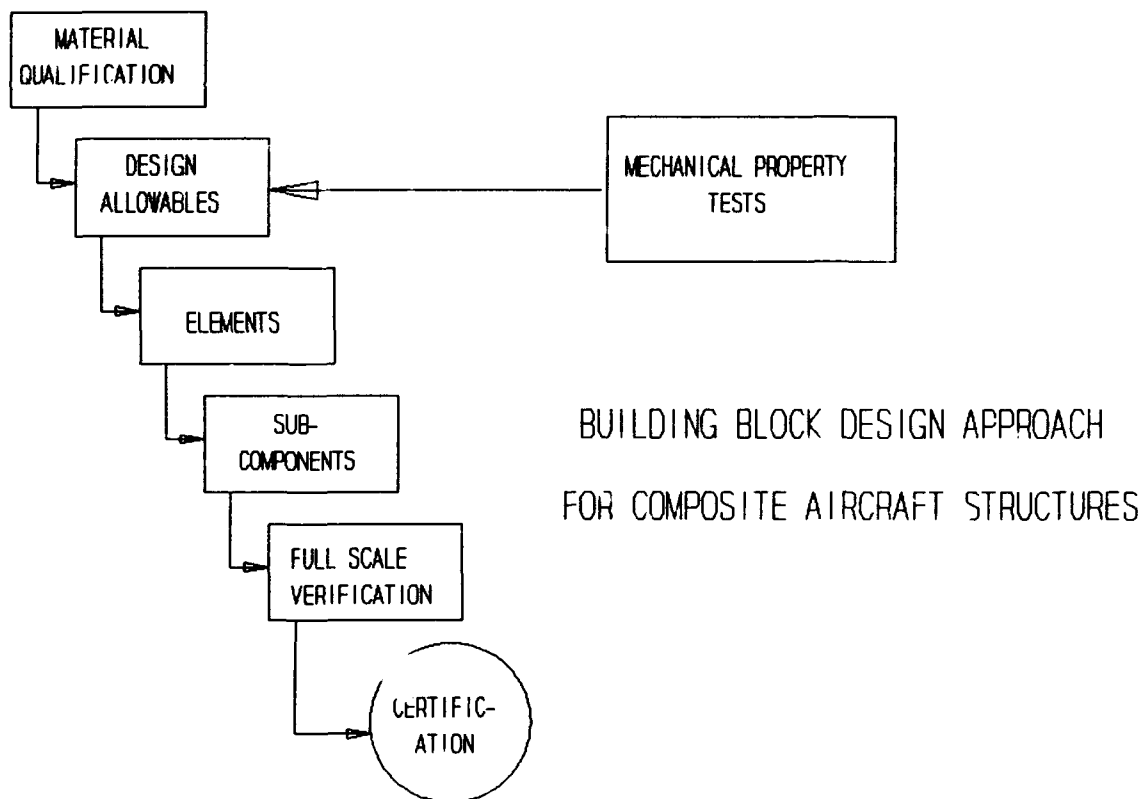 MATERIAL
QUALIFICATION
DESIGN
ALLOWABLES
MECHANICAL PROPERTY
TESTS
ELEMENTS
SUB-
COMPONENTS
BUILDING BLOCK DESIGN APPROACH
FOR COMPOSITE AIRCRAFT STRUCTURES
FULL SCALE
VERIFICATION
CERTIFIC-
ATION